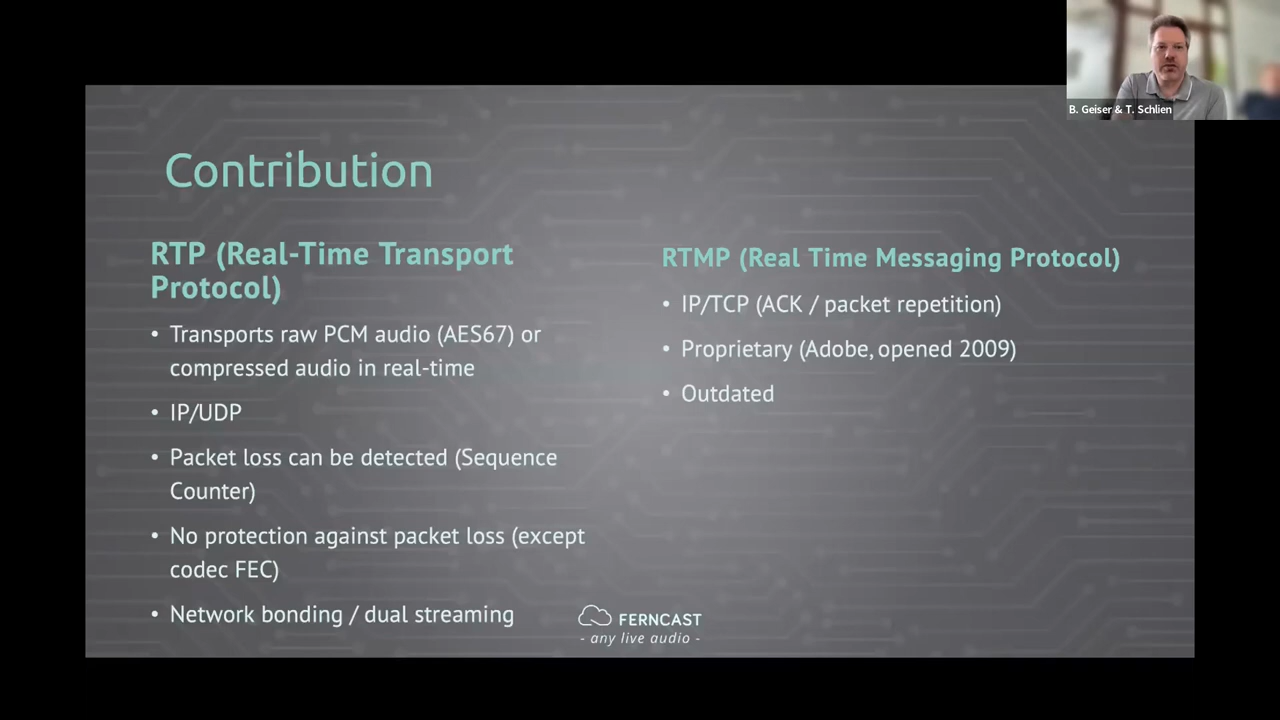 B. Geiser & T. Schlien
Contribution
RTP (Real-Time Transport
Protocol)
• Transports raw PCM audio (AES67) or
compressed audio in real-time
• IP/UDP
• Packet loss can be detected (Sequence
Counter)
• No protection against packet loss (except
codec FEC)
• Network bonding / dual streaming
RTMP (Real Time Messaging Protocol)
• IP/TCP (ACK / packet repetition)
• Proprietary (Adobe, opened 2009)
• Outdated
FERNCAST
- any live audio -